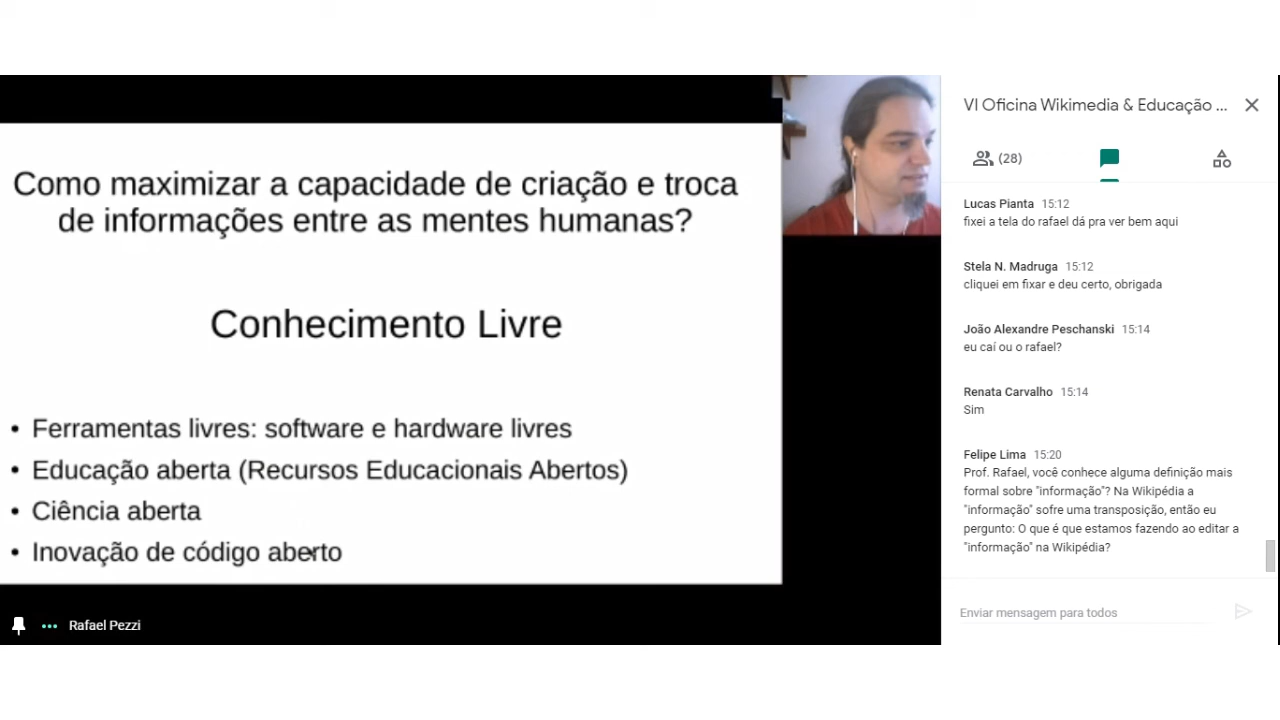 Como maximizar a capacidade de criação e troca
de informações entre as mentes humanas?
Conhecimento Livre
• Ferramentas livres: software e hardware livres
• Educação aberta (Recursos Educacionais Abertos)
• Ciência aberta
• Inovação de código aberto
Rafael Pezzi
VI Oficina Wikimedia & Educação ...
(28)
Lucas Pianta 15:12
fixei a tela do rafael dá pra ver bem aqui
Stela N. Madruga 15:12
cliquei em fixar e deu certo, obrigada
João Alexandre Peschanski 15:14
eu caí ou o rafael?
Renata Carvalho 15:14
Sim
Felipe Lima 15:20
Prof. Rafael, você conhece alguma definição mais
formal sobre "informação"? Na Wikipédia a
"informação" sofre uma transposição, então eu
pergunto: O que é que estamos fazendo ao editar a
"informação" na Wikipédia?
Enviar mensagem para todos